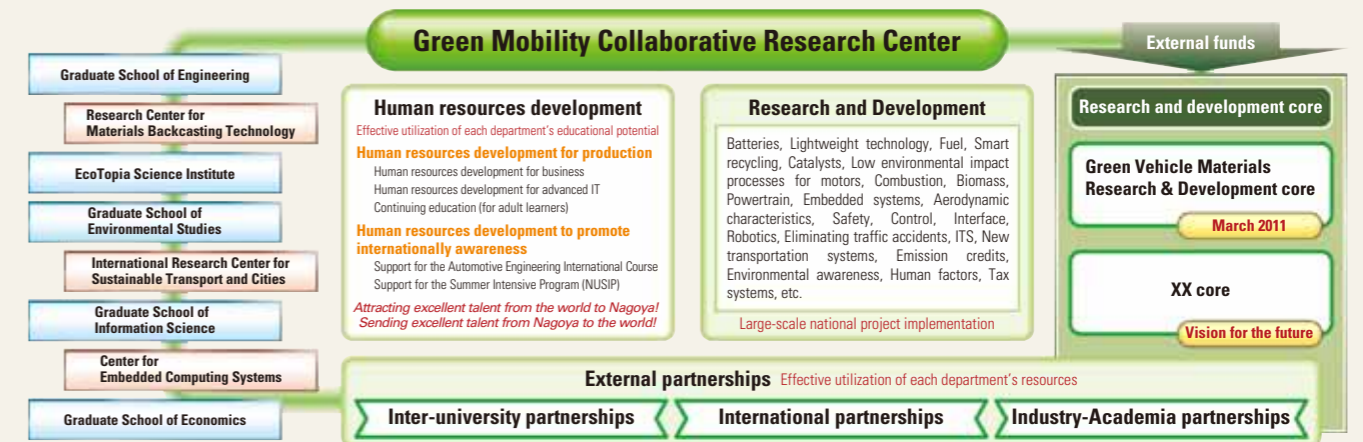 Green Mobility Collaborative Research Center
External funds
Graduate School of Engineering
Research Center for
Materials Backcasting Technology
EcoTopia Science Institute
Graduate School of
Environmental Studies
International Research Center for
Sustainable Transport and Cities
Graduate School of
Information Science
Center for
Embedded Computing Systems
Graduate School of Economics
Human resources development
Effective utilization of each department's educational potential
Human resources development for production
Human resources development for business
Human resources development for advanced IT
Continuing education (for adult learners)
Human resources development to promote
internationally awareness
Support for the Automotive Engineering International Course
Support for the Summer Intensive Program (NUSIP)
Attracting excellent talent from the world to Nagoya!
Sending excellent talent from Nagoya to the world!
Research and Development
Batteries, Lightweight technology, Fuel, Smart
recycling, Catalysts, Low environmental impact
processes for motors, Combustion, Biomass,
Powertrain, Embedded systems, Aerodynamic
characteristics, Safety, Control, Interface,
Robotics, Eliminating traffic accidents, ITS, New
transportation systems, Emission credits,
Environmental awareness, Human factors, Tax
systems, etc.
Large-scale national project implementation
Research and development core
Green Vehicle Materials
Research & Development core
March 2011
XX core
Vision for the future
External partnerships Effective utilization of each department's resources
Inter-university partnerships
International partnerships
Industry-Academia partnerships